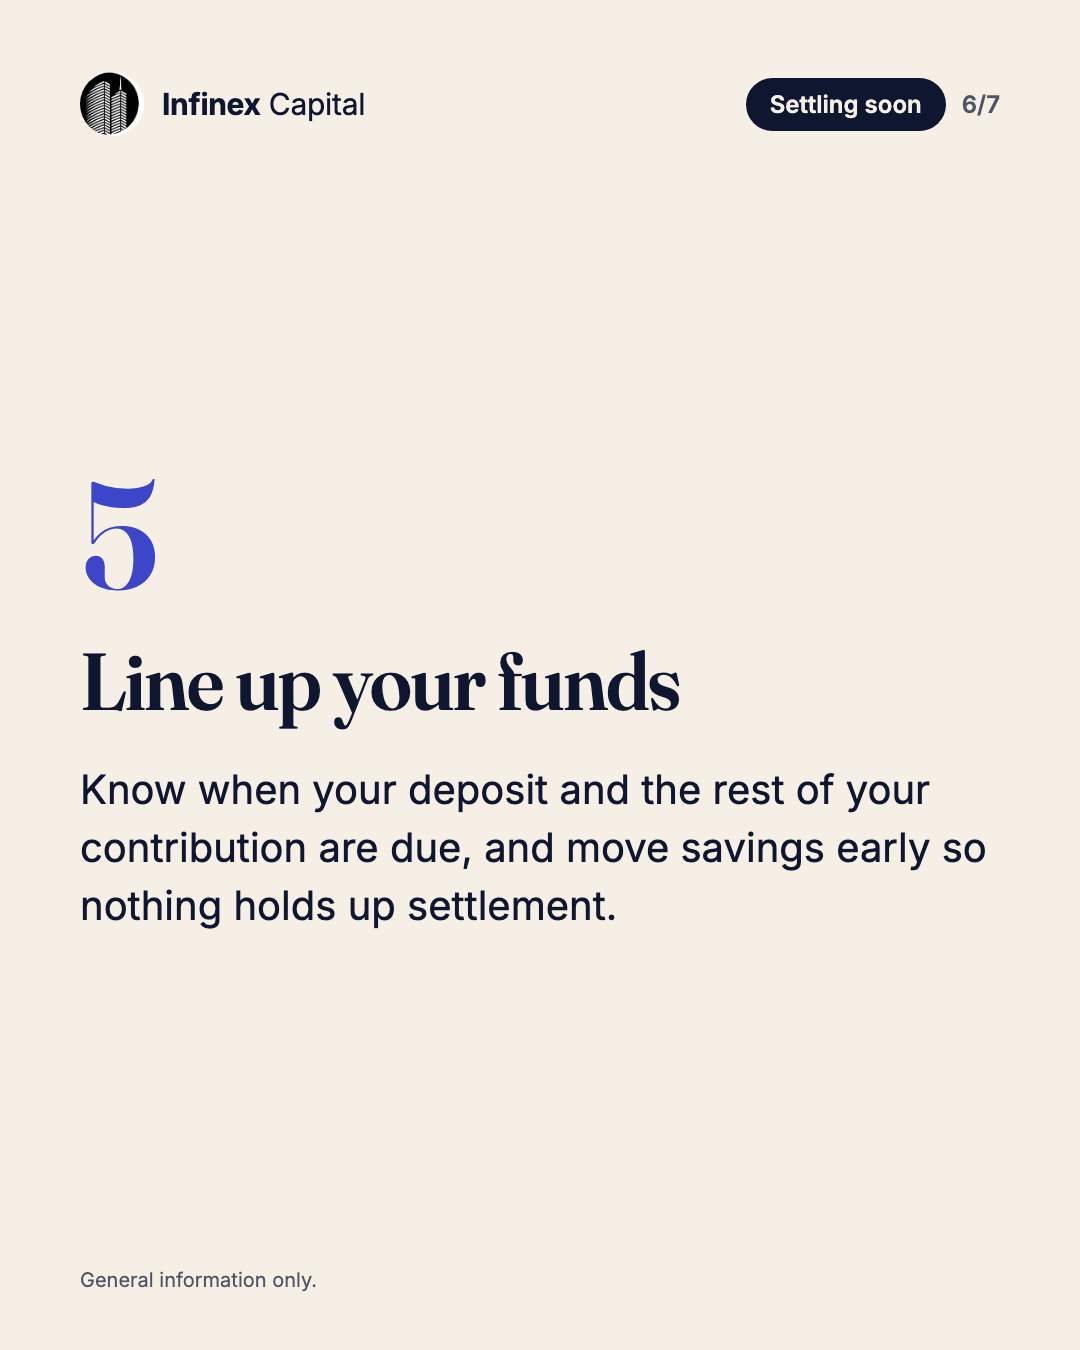 Infinex Capital
Settling soon
6/7
5
Line up your funds
Know when your deposit and the rest of your
contribution are due, and move savings early so
nothing holds up settlement.
General information only.